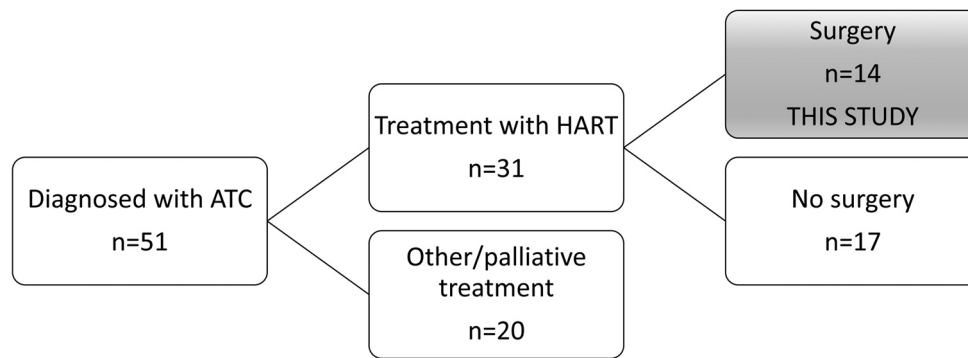 Diagnosed with ATC
n=51
Treatment with HART
n=31
Other/palliative
treatment
n=20
Surgery
n=14
THIS STUDY
No surgery
n=17